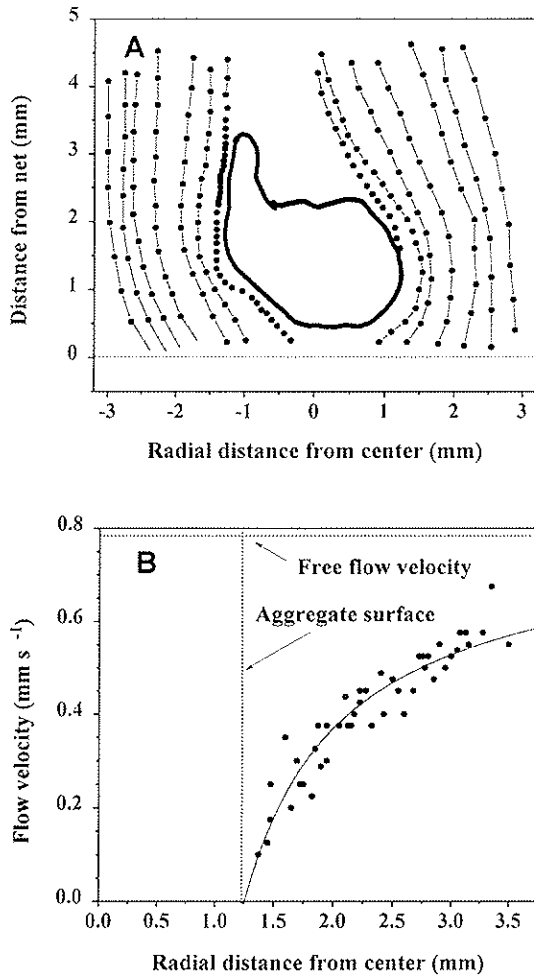 A
5
4
3
2
1
0
Distance from net (mm)
-3 -2 -1 0 1 2 3
Radial distance from center (mm)
B
0.8
0.6
0.4
0.2
0.0
Flow velocity (mm s -1)
Free flow velocity
Aggregate surface
0.0 0.5 1.0 1.5 2.0 2.5 3.0 3.5
Radial distance from center (mm)